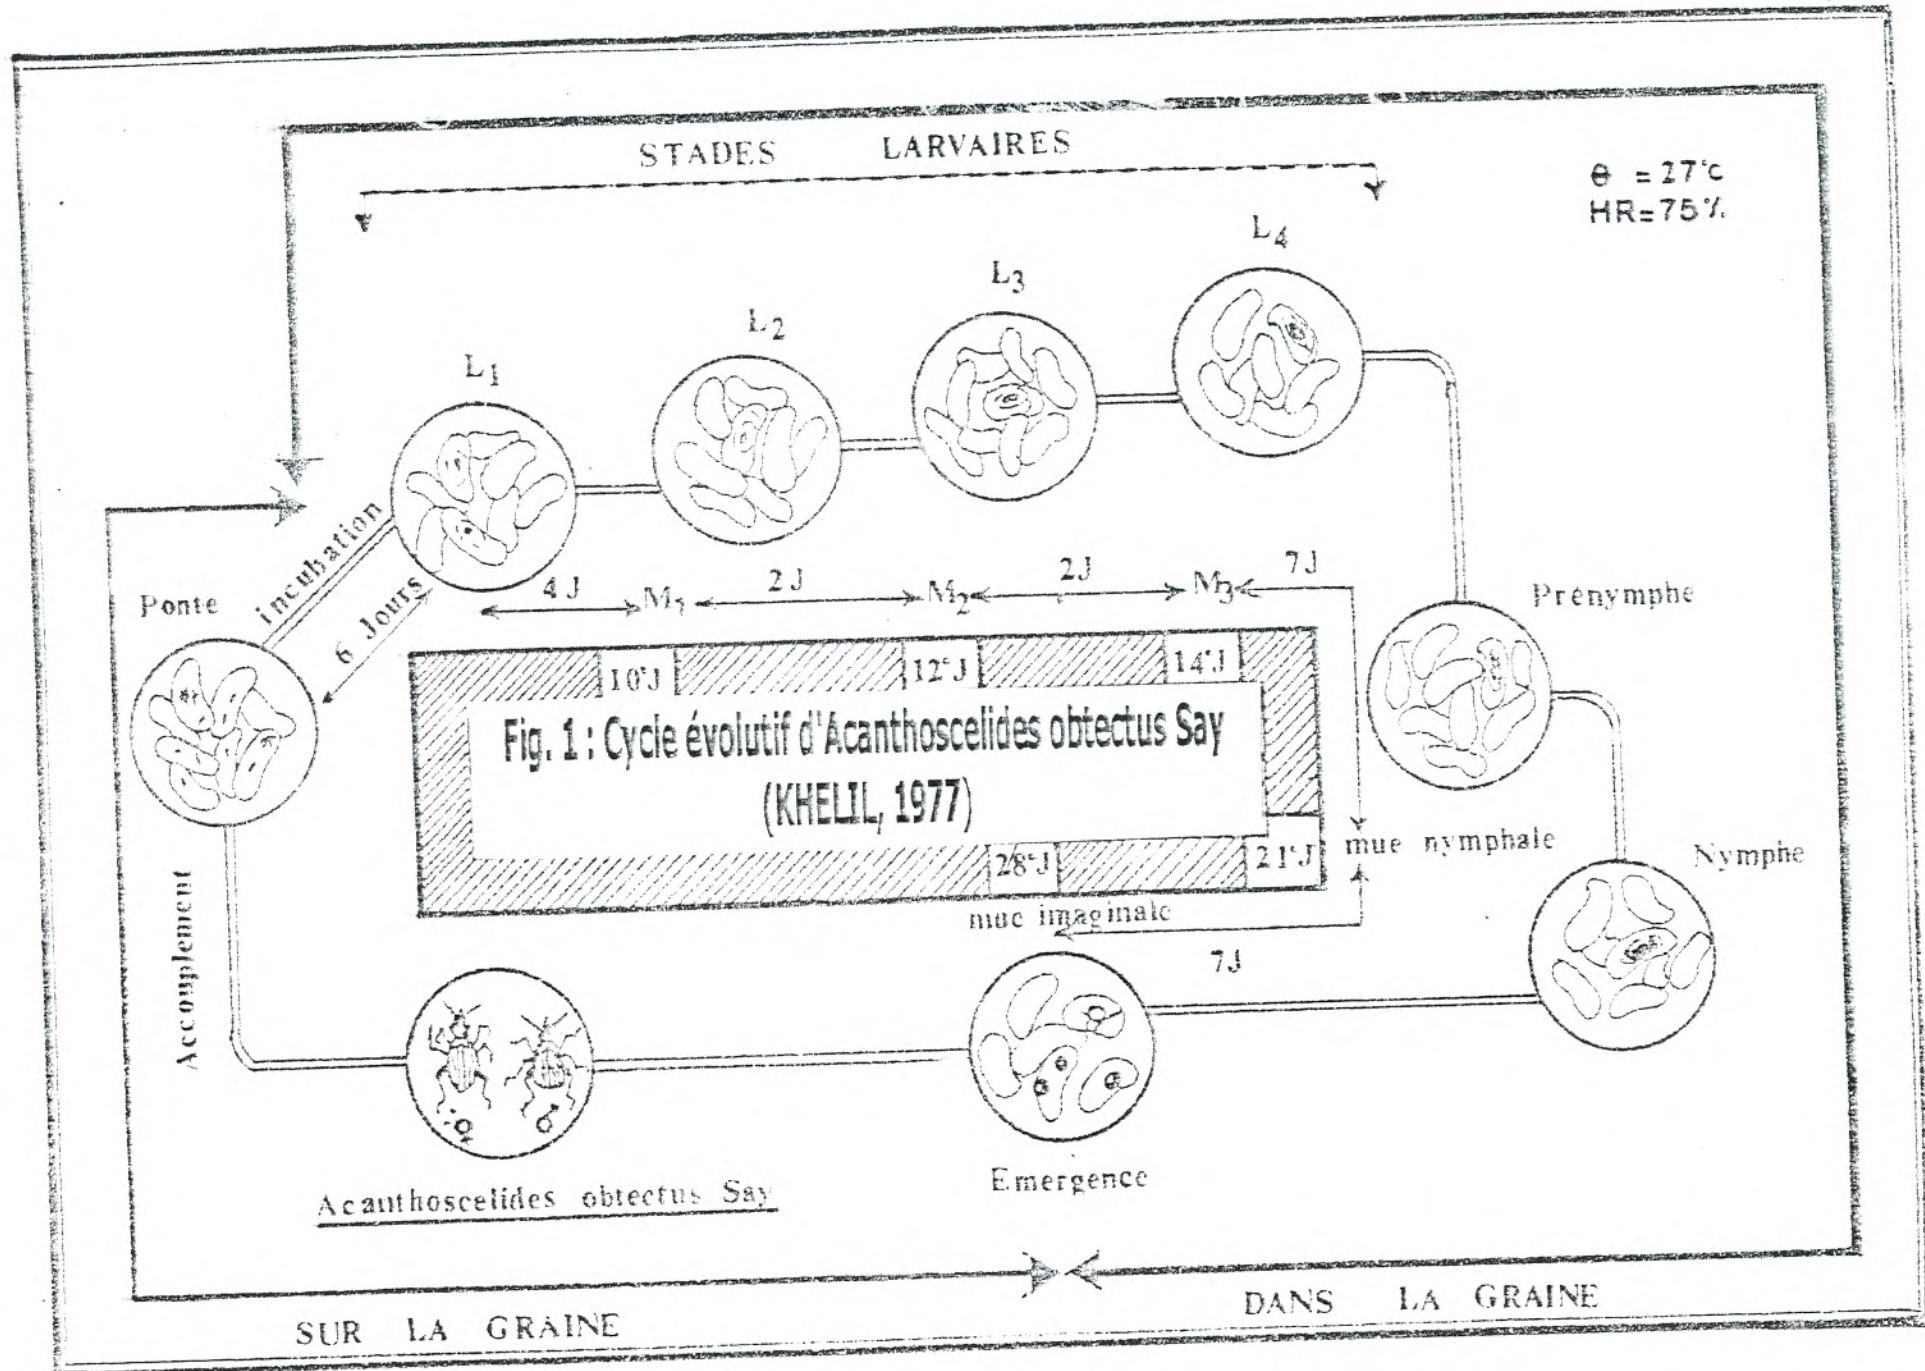 STADES LARVAIRES
θ = 27°C
HR=75%
L4
L3
L2
L1
incubation
6 Jours
Ponte
4J M1 2J M2 2J M3 7J
Prénymphe
10°J 12°J 14°J
Fig. 1 : Cycle évolutif d'Acanthoscelides obtectus Say
(KHELIL, 1977)
28°J 21°J
mue nymphale
Nymphe
mue imaginale
7J
Accouplement
♀ ♂
Acanthoscelides obtectus Say
Emergence
SUR LA GRAINE
DANS LA GRAINE